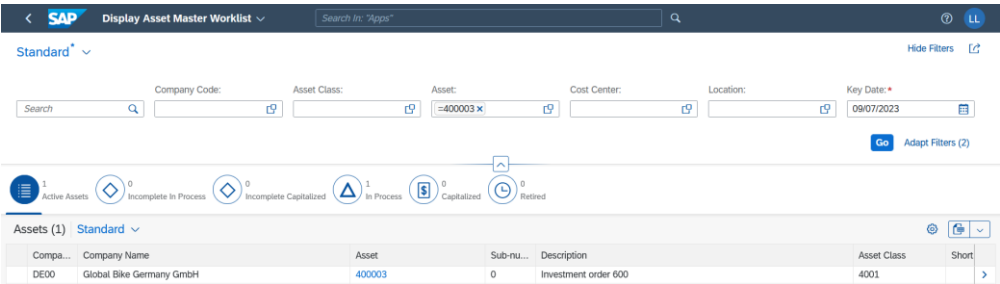 SAP Display Asset Master Worklist Search In: "Apps" LL
Standard* Hide Filters
Company Code: Asset Class: Asset: Cost Center: Location: Key Date: *
Search =400003 09/07/2023
Go Adapt Filters (2)
1 0 0 1 0 0
Active Assets Incomplete In Process Incomplete Capitalized In Process Capitalized Retired
Assets (1) Standard
Compa... Company Name Asset Sub-nu... Description Asset Class Short
DE00 Global Bike Germany GmbH 400003 0 Investment order 600 4001